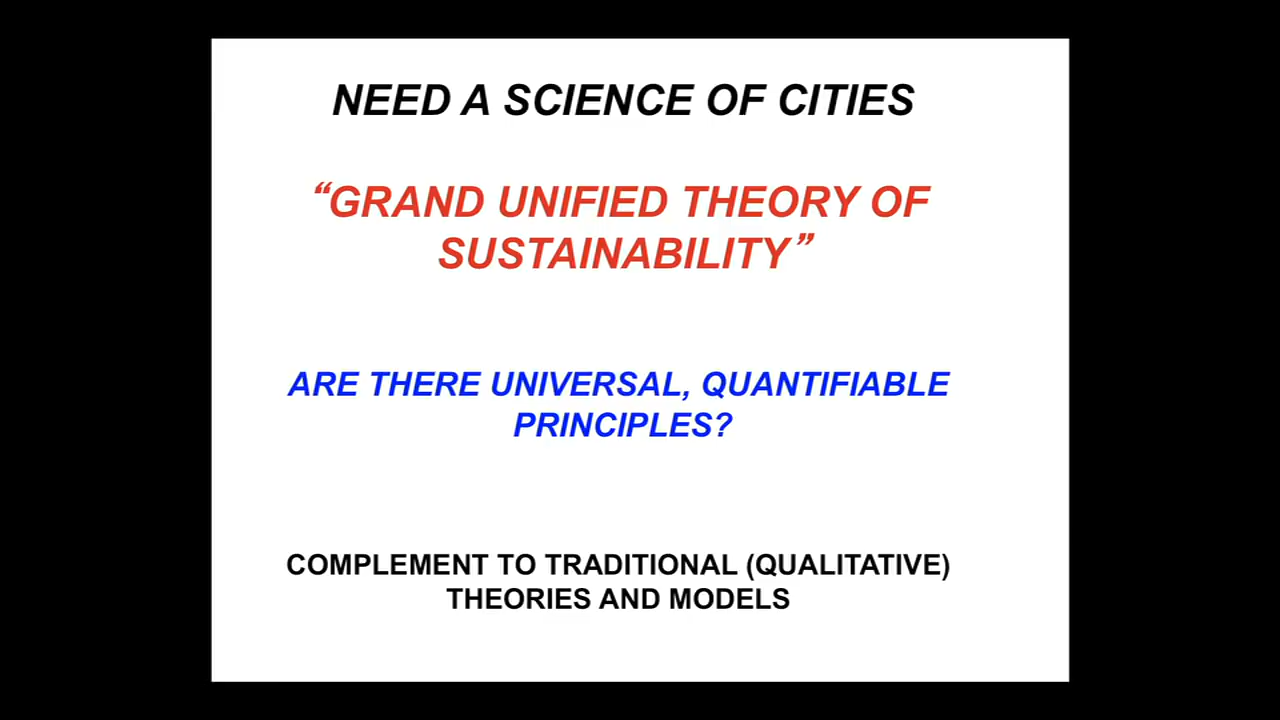 NEED A SCIENCE OF CITIES
“GRAND UNIFIED THEORY OF
SUSTAINABILITY”
ARE THERE UNIVERSAL, QUANTIFIABLE
PRINCIPLES?
COMPLEMENT TO TRADITIONAL (QUALITATIVE)
THEORIES AND MODELS